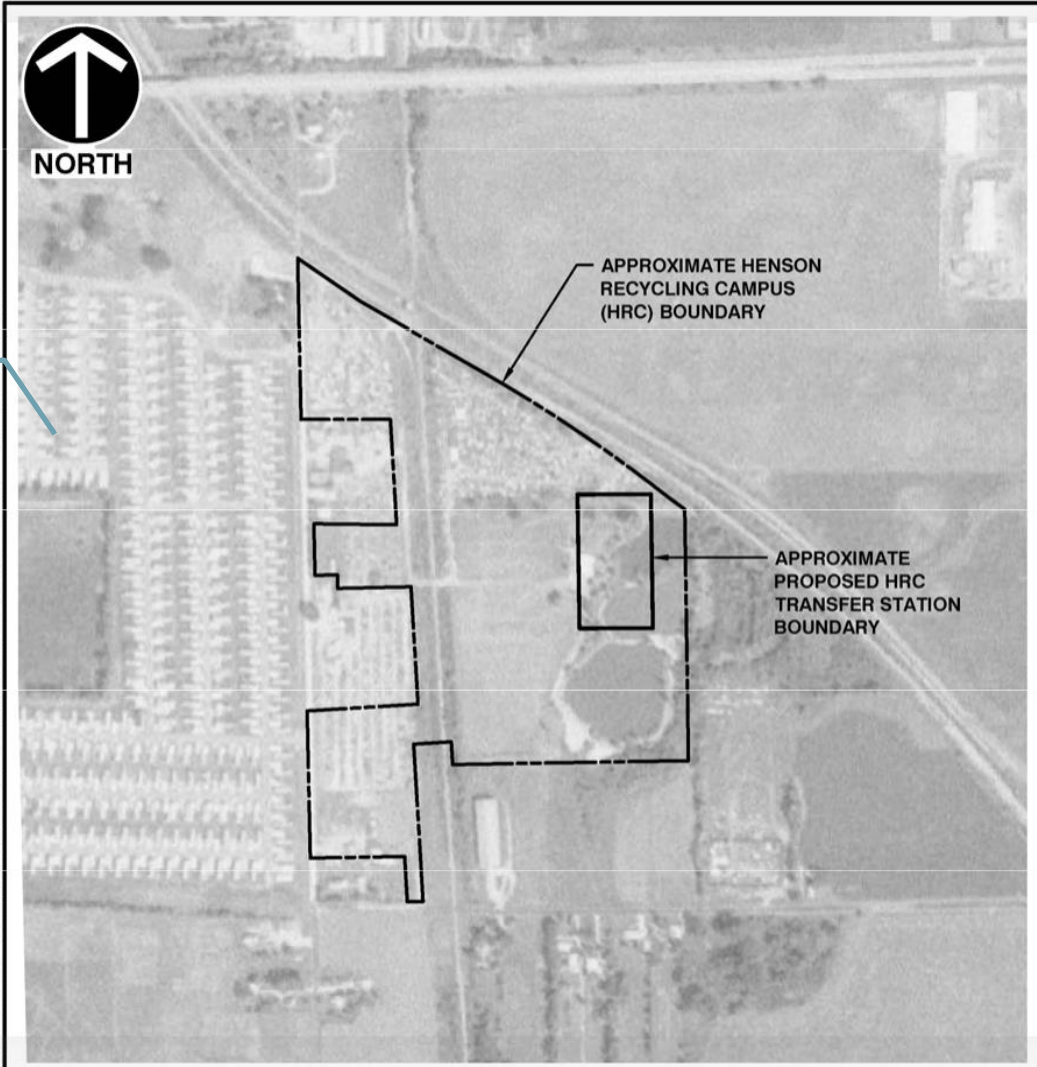 NORTH
APPROXIMATE HENSON
RECYCLING CAMPUS
(HRC) BOUNDARY
APPROXIMATE
PROPOSED HRC
TRANSFER STATION
BOUNDARY